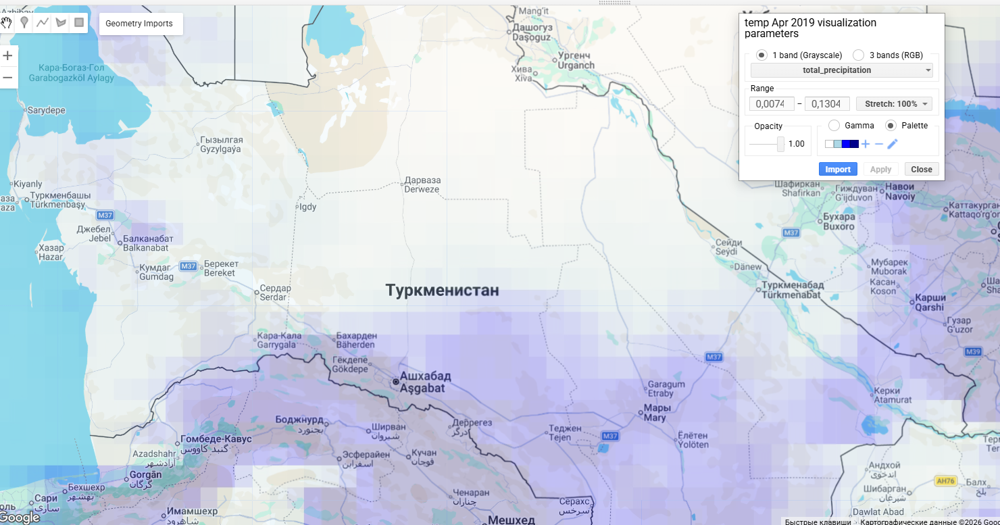 Geometry Imports
temp Apr 2019 visualization
parameters
1 band (Grayscale)
3 bands (RGB)
total_precipitation
Range
0,0074
–
0,1304
Stretch: 100%
Opacity
1.00
Gamma
Palette
Import
Apply
Close
Mang'it
Дашогуз
Daşoguz
Ургенч
Urganch
Хива
Xiva
Кара-Богаз-Гол
Garabogazköl Aylagy
Sarydepe
Гызылгая
Gyzylgaýa
Kiyanly
Туркменбашы
Türkmenbaşy
Дарваза
Derweze
Igdy
M37
Джебел
Jebel
Балканабат
Balkanabat
Хазар
Hazar
Кумдаг
Gumdag
M37
Берекет
Bereket
Сердар
Serdar
Туркменистан
Шафиркан
Shafirkan
Гиждуван
G'ijduvon
Навои
Navoiy
Каттакурган
Kattaqo'rg'on
Бухара
Buxoro
M37
Сейди
Seýdi
Dänew
Туркменабад
Türkmenabat
Мубарек
Muborak
Касан
Koson
Карши
Qarshi
Гузар
G'uzor
M39
Кара-Кала
Garrygala
Бахарден
Bäherden
Гёкдепе
Gökdepe
Ашхабад
Aşgabat
M37
Garagum
Etraby
Мары
Mary
Керки
Atamurat
Боджнурд
بجنورد
Ширван
شیروان
Деррегез
درگز
Теджен
Tejen
M37
Ёлётен
Yolöten
Гомбеде-Кавус
گنبد کاووس
Azadshahr
آزادشهر
Эсферайен
اسفراین
Кучан
قوچان
Gorgān
گرگان
Бехшехр
بهشهر
Сари
ساری
Имамшехр
شاهرود
Ченаран
چناران
Серахс
سرخس
Мешхед
Андхой
اندخوی
AH76
Балх
بلخ
Шибарган
شبرغان
Dawlat Abad
Google
Быстрые клавиши
Картографические данные ©2026